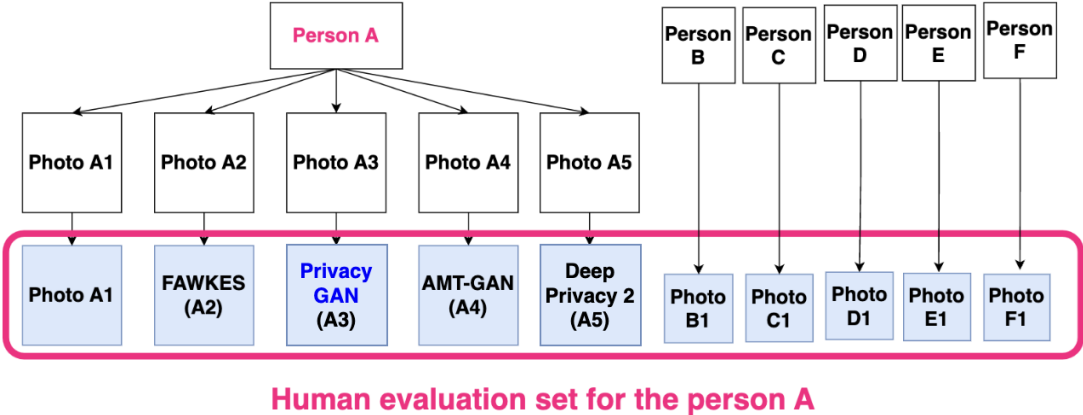 Person A
Person
B
Person
C
Person
D
Person
E
Person
F
Photo A1
Photo A2
Photo A3
Photo A4
Photo A5
Photo A1
FAWKES
(A2)
Privacy
GAN
(A3)
AMT-GAN
(A4)
Deep
Privacy 2
(A5)
Photo
B1
Photo
C1
Photo
D1
Photo
E1
Photo
F1
Human evaluation set for the person A